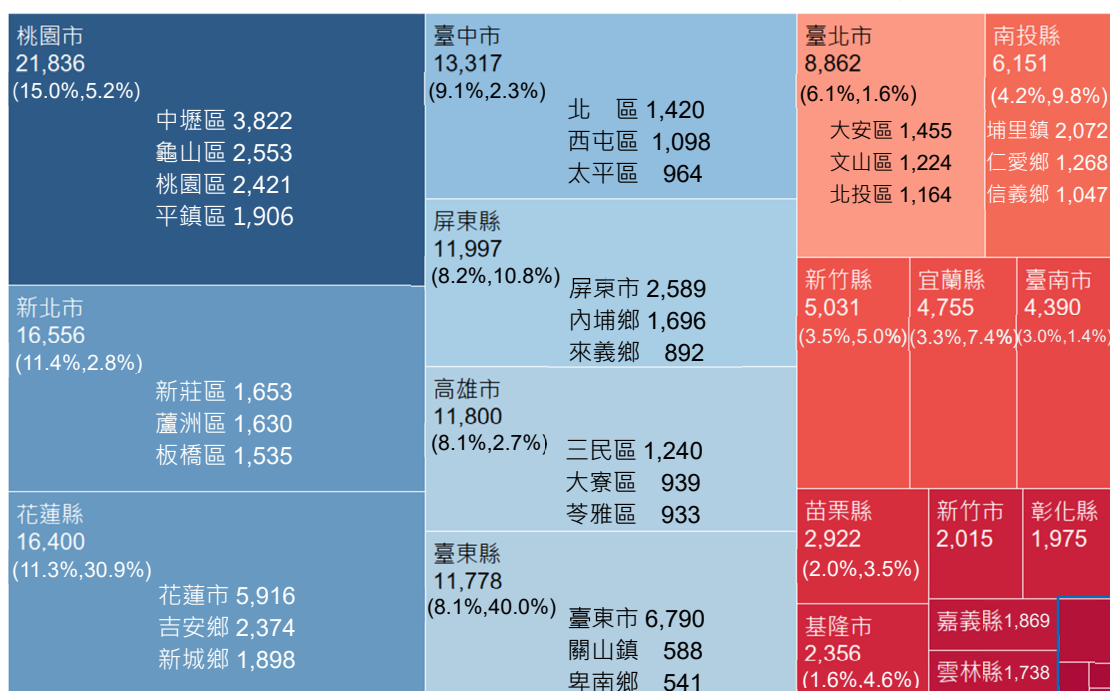 桃園市
21,836
(15.0%,5.2%)
中壢區 3,822
龜山區 2,553
桃園區 2,421
平鎮區 1,906
新北市
16,556
(11.4%,2.8%)
新莊區 1,653
蘆洲區 1,630
板橋區 1,535
花蓮縣
16,400
(11.3%,30.9%)
花蓮市 5,916
吉安鄉 2,374
新城鄉 1,898
臺中市
13,317
(9.1%,2.3%)
北　區 1,420
西屯區 1,098
太平區 964
屏東縣
11,997
(8.2%,10.8%)
屏東市 2,589
內埔鄉 1,696
來義鄉 892
高雄市
11,800
(8.1%,2.7%)
三民區 1,240
大寮區 939
苓雅區 933
臺東縣
11,778
(8.1%,40.0%)
臺東市 6,790
關山鎮 588
卑南鄉 541
臺北市
8,862
(6.1%,1.6%)
大安區 1,455
文山區 1,224
北投區 1,164
南投縣
6,151
(4.2%,9.8%)
埔里鎮 2,072
仁愛鄉 1,268
信義鄉 1,047
新竹縣
5,031
(3.5%,5.0%)
宜蘭縣
4,755
(3.3%,7.4%)
臺南市
4,390
(3.0%,1.4%)
苗栗縣
2,922
(2.0%,3.5%)
基隆市
2,356
(1.6%,4.6%)
新竹市
2,015
彰化縣
1,975
嘉義縣1,869
雲林縣1,738